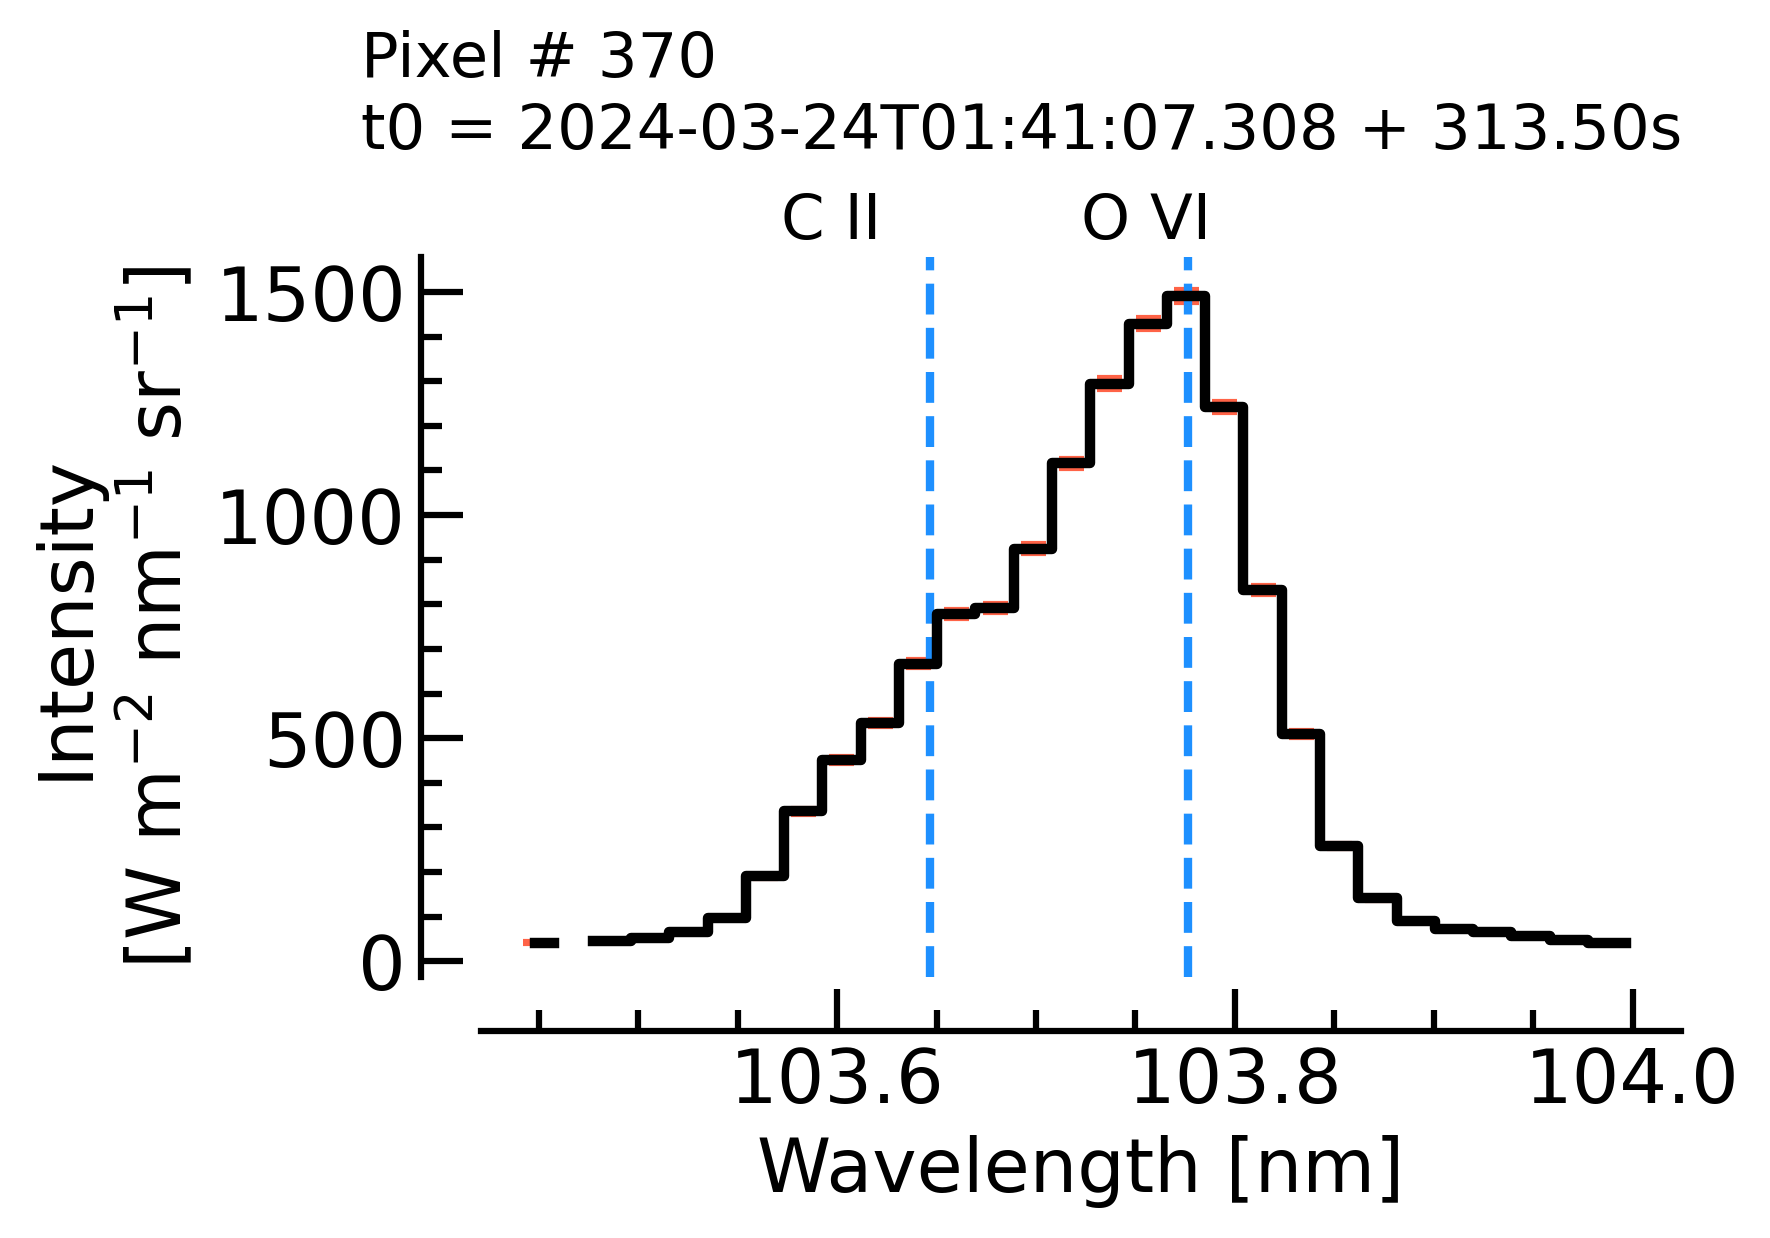 Pixel # 370
t0 = 2024-03-24T01:41:07.308 + 313.50s
C II O VI
Intensity
[W m⁻² nm⁻¹ sr⁻¹]
1500
1000
500
0
103.6 103.8 104.0
Wavelength [nm]